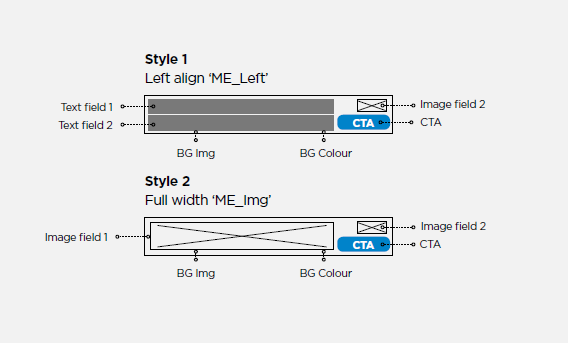 Style 1
Left align ‘ME_Left’
Text field 1
Image field 2
Text field 2
CTA
CTA
BG Img
BG Colour
Style 2
Full width ‘ME_Img’
Image field 1
Image field 2
CTA
CTA
BG Img
BG Colour